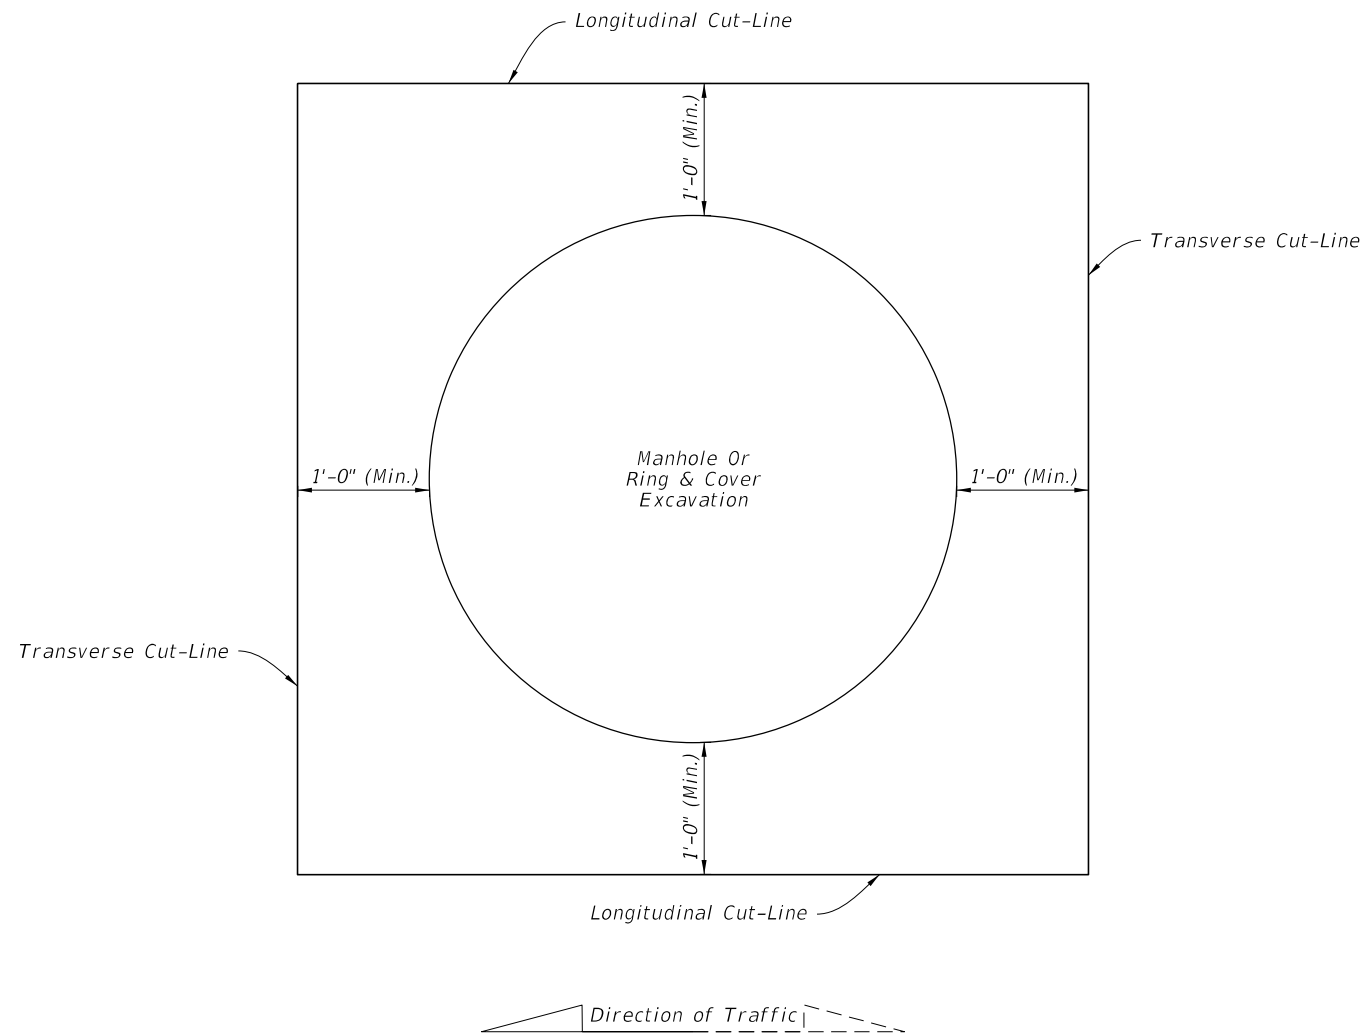 Longitudinal Cut-Line
1'-0" (Min.)
Transverse Cut-Line
Manhole Or
Ring & Cover
Excavation
1'-0" (Min.)
1'-0" (Min.)
Transverse Cut-Line
1'-0" (Min.)
Longitudinal Cut-Line
Direction of Traffic